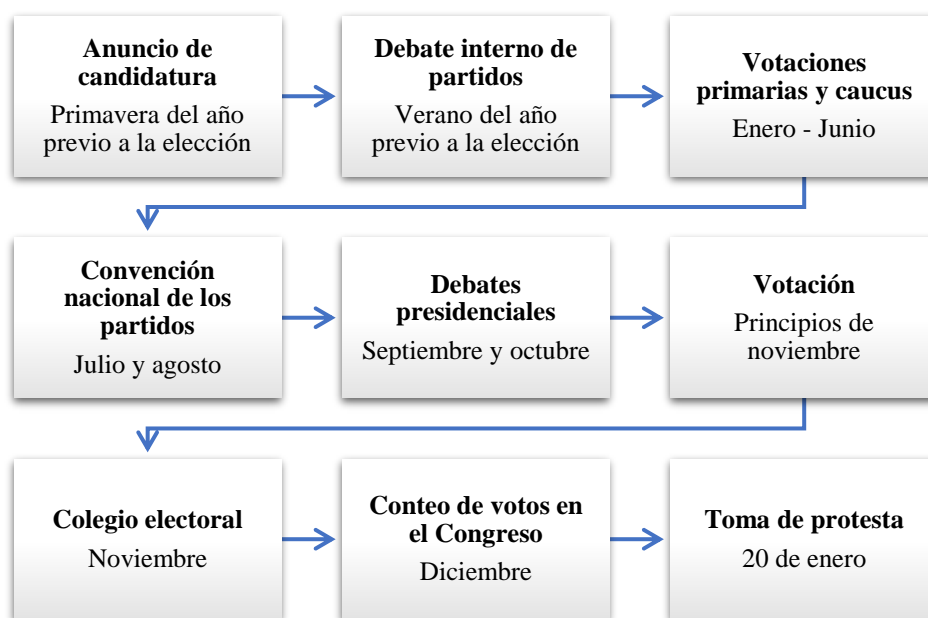 Anuncio de
candidatura
Primavera del año
previo a la elección
Debate interno de
partidos
Verano del año
previo a la elección
Votaciones
primarias y caucus
Enero - Junio
Convención
nacional de los
partidos
Julio y agosto
Debates
presidenciales
Septiembre y octubre
Votación
Principios de
noviembre
Colegio electoral
Noviembre
Conteo de votos en
el Congreso
Diciembre
Toma de protesta
20 de enero